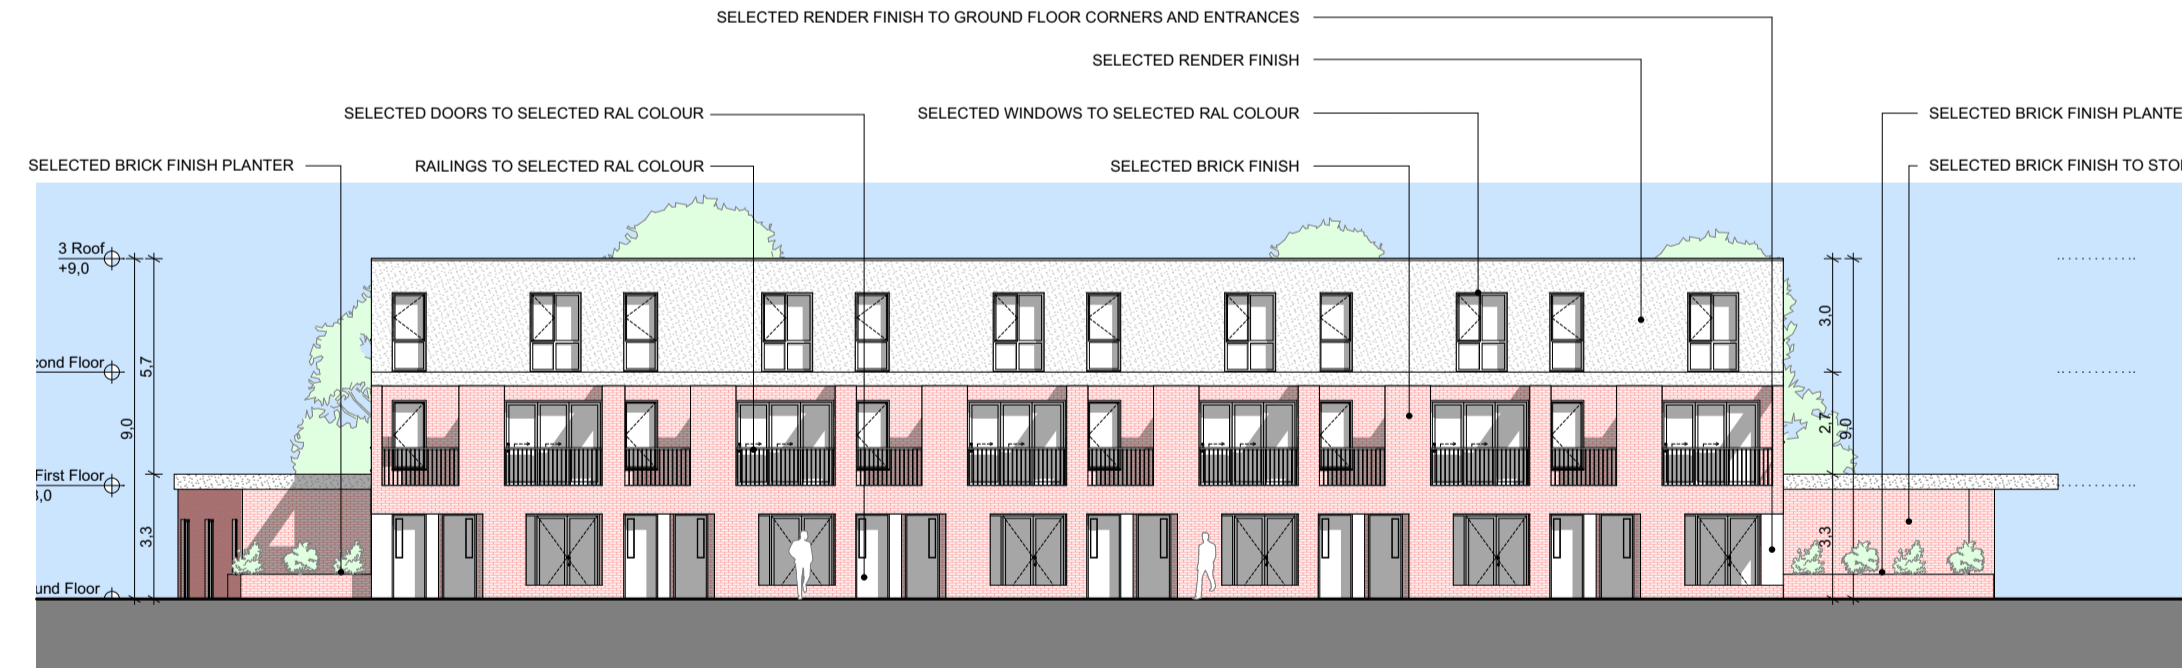 SELECTED RENDER FINISH TO GROUND FLOOR CORNERS AND ENTRANCES
SELECTED RENDER FINISH
SELECTED DOORS TO SELECTED RAL COLOUR
SELECTED WINDOWS TO SELECTED RAL COLOUR
SELECTED BRICK FINISH PLANTE
SELECTED BRICK FINISH PLANTER
RAILINGS TO SELECTED RAL COLOUR
SELECTED BRICK FINISH
SELECTED BRICK FINISH TO STO
3 Roof
+9,0
cond Floor
First Floor
3,0
und Floor
9,0
5,7
3,3
3,0
2,7
9,0
3,3